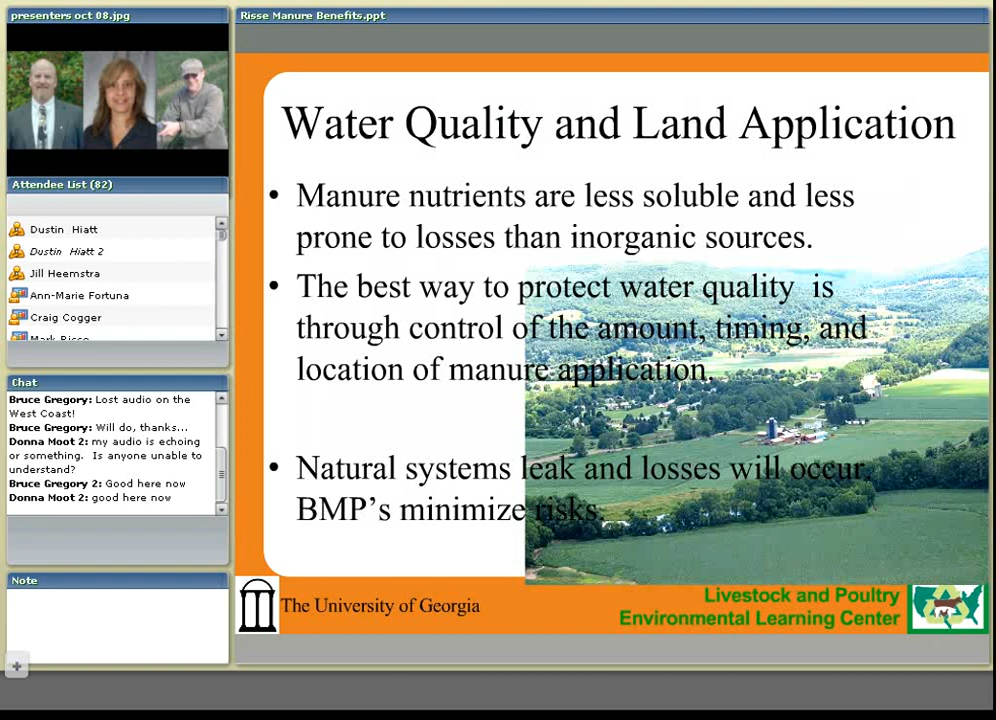 presenters oct 08.jpg
Risse Manure Benefits.ppt
Attendee List (82)
Dustin Hiatt
Dustin Hiatt 2
Jill Heemstra
Ann-Marie Fortuna
Craig Cogger
Mark Risse
Chat
Bruce Gregory: Lost audio on the
West Coast!
Bruce Gregory: Will do, thanks...
Donna Moot 2: my audio is echoing
or something. Is anyone unable to
understand?
Bruce Gregory 2: Good here now
Donna Moot 2: good here now
Note
Water Quality and Land Application
• Manure nutrients are less soluble and less
prone to losses than inorganic sources.
• The best way to protect water quality is
through control of the amount, timing, and
location of manure application.
• Natural systems leak and losses will occur.
BMP's minimize risks.
The University of Georgia
Livestock and Poultry
Environmental Learning Center